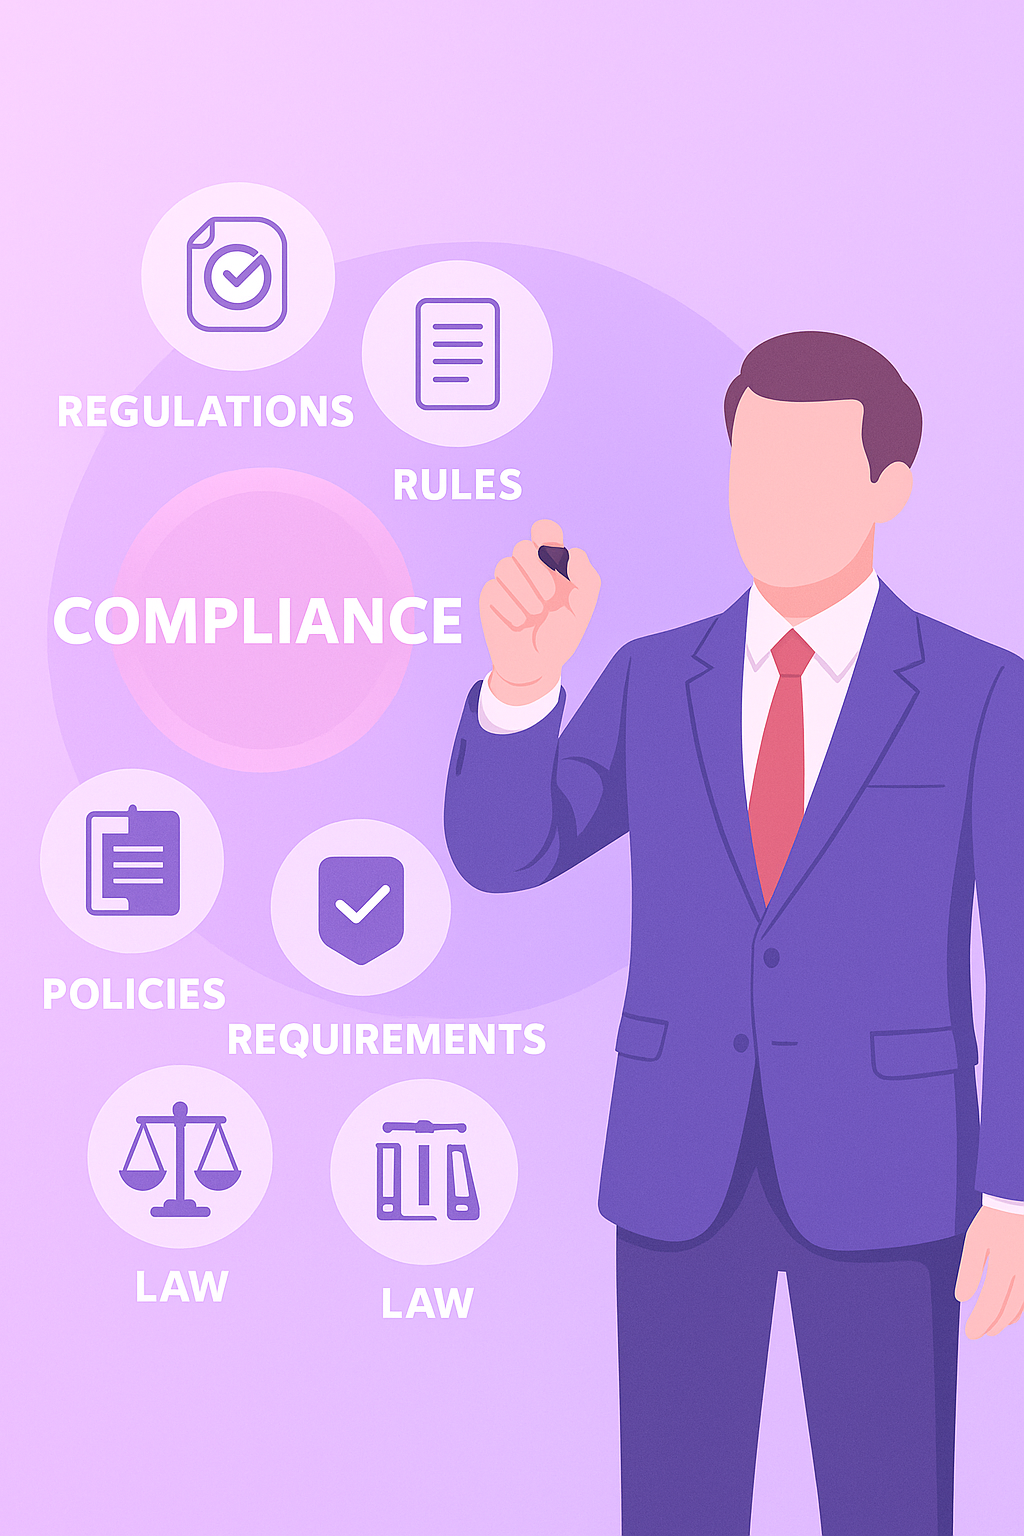 REGULATIONS
RULES
COMPLIANCE
POLICIES
REQUIREMENTS
LAW
LAW